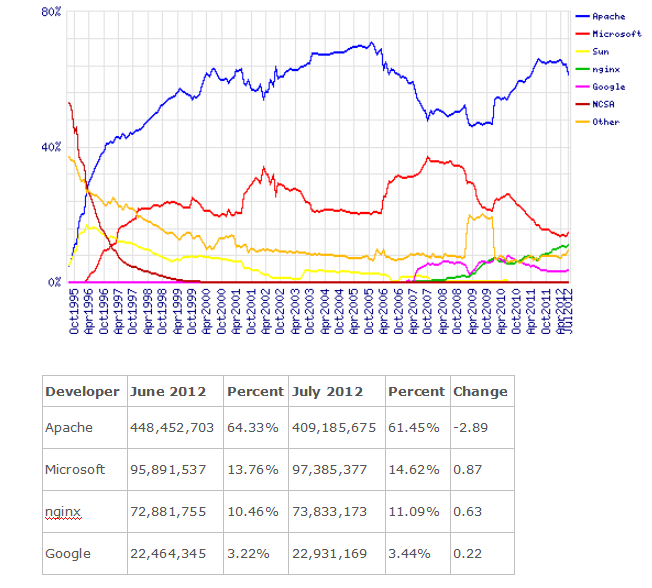 80%
40%
0%
Apache
Microsoft
Sun
nginx
Google
NCSA
Other
Oct1995
Apr1996
Oct1996
Apr1997
Oct1997
Apr1998
Oct1998
Apr1999
Oct1999
Apr2000
Oct2000
Apr2001
Oct2001
Apr2002
Oct2002
Apr2003
Oct2003
Apr2004
Oct2004
Apr2005
Oct2005
Apr2006
Oct2006
Apr2007
Oct2007
Apr2008
Oct2008
Apr2009
Oct2009
Apr2010
Oct2010
Apr2011
Oct2011
Apr2012
Jul2012
Developer June 2012 Percent July 2012 Percent Change
Apache 448,452,703 64.33% 409,185,675 61.45% -2.89
Microsoft 95,891,537 13.76% 97,385,377 14.62% 0.87
nginx 72,881,755 10.46% 73,833,173 11.09% 0.63
Google 22,464,345 3.22% 22,931,169 3.44% 0.22